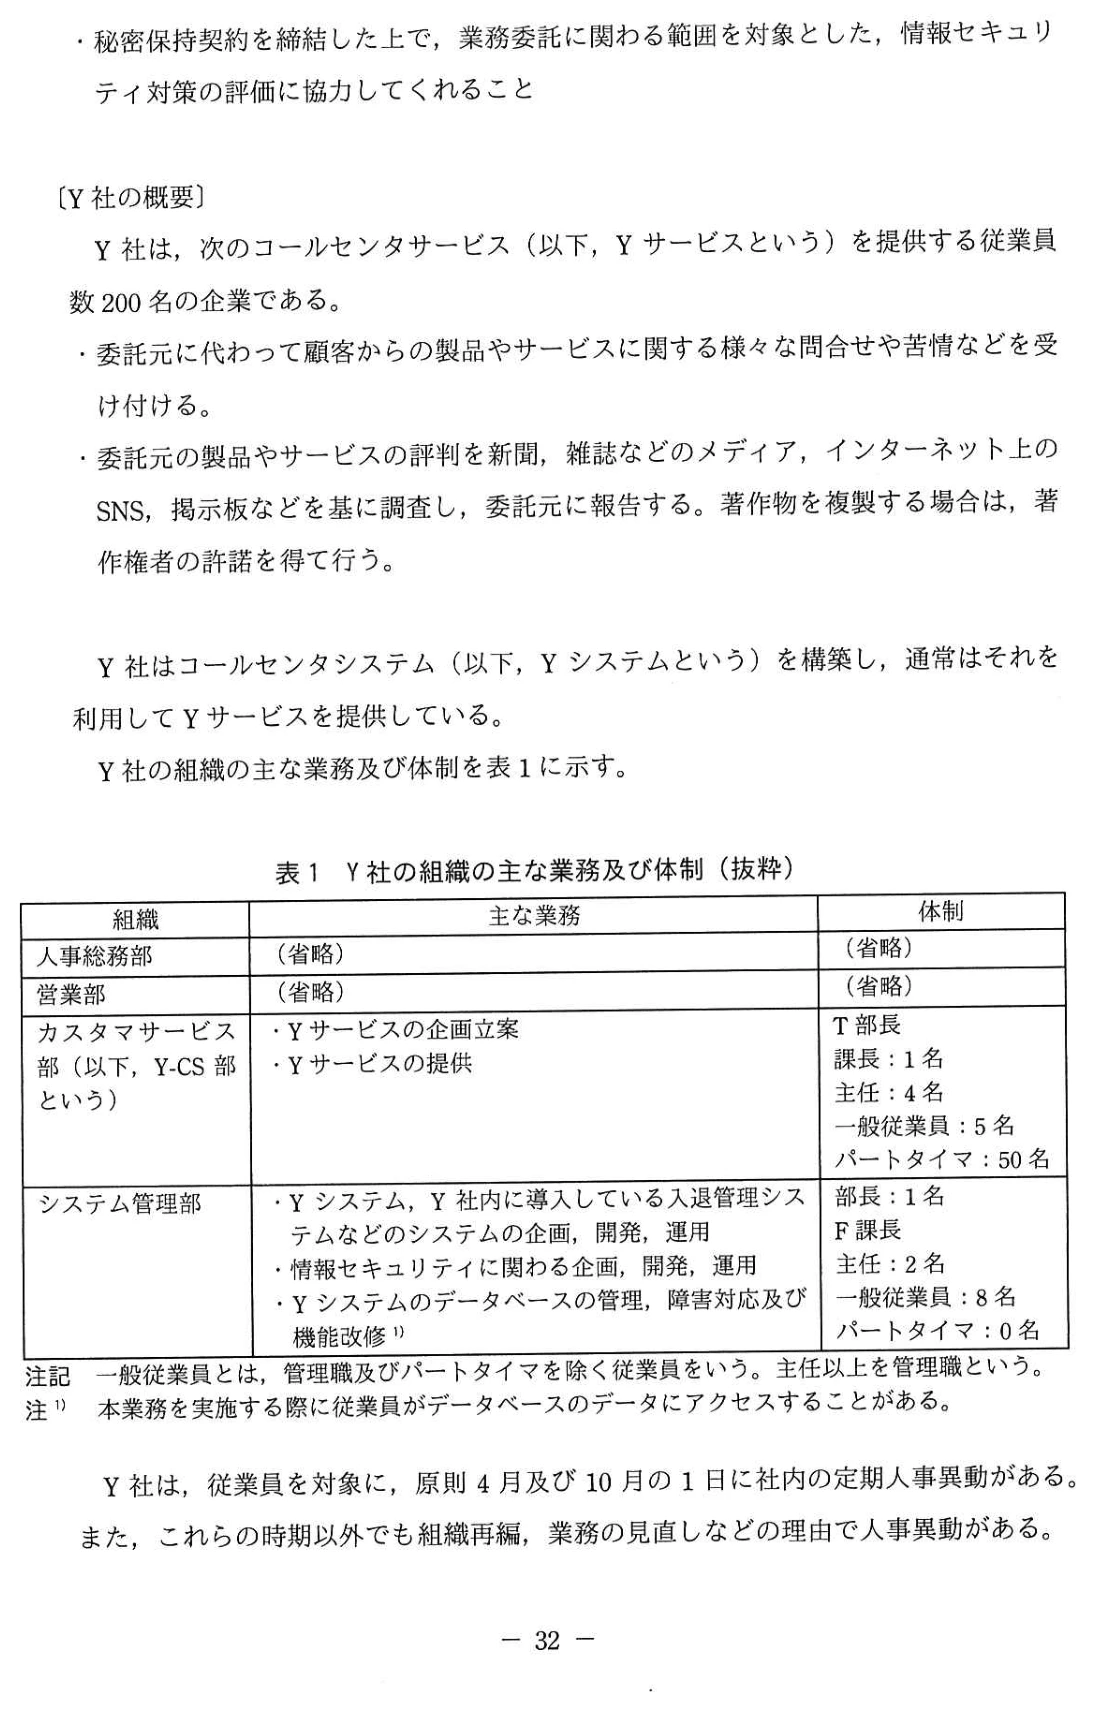 ・秘密保持契約を締結した上で，業務委託に関わる範囲を対象とした，情報セキュリ
ティ対策の評価に協力してくれること
〔Y 社の概要〕
Y 社は，次のコールセンタサービス（以下，Y サービスという）を提供する従業員
数 200 名の企業である。
・委託元に代わって顧客からの製品やサービスに関する様々な問合せや苦情などを受
け付ける。
・委託元の製品やサービスの評判を新聞，雑誌などのメディア，インターネット上の
SNS，掲示板などを基に調査し，委託元に報告する。著作物を複製する場合は，著
作権者の許諾を得て行う。
Y 社はコールセンタシステム（以下，Y システムという）を構築し，通常はそれを
利用して Y サービスを提供している。
Y 社の組織の主な業務及び体制を表 1 に示す。
表 1　Y 社の組織の主な業務及び体制（抜粋）
組織　主な業務　体制
人事総務部　（省略）　（省略）
営業部　（省略）　（省略）
カスタマサービス
部（以下，Y-CS 部
という）
・Y サービスの企画立案
・Y サービスの提供
T 部長
課長：1 名
主任：4 名
一般従業員：5 名
パートタイマ：50 名
システム管理部
・Y システム，Y 社内に導入している入退管理シス
テムなどのシステムの企画，開発，運用
・情報セキュリティに関わる企画，開発，運用
・Y システムのデータベースの管理，障害対応及び
機能改修 1)
部長：1 名
F 課長
主任：2 名
一般従業員：8 名
パートタイマ：0 名
注記　一般従業員とは，管理職及びパートタイマを除く従業員をいう。主任以上を管理職という。
注 1)　本業務を実施する際に従業員がデータベースのデータにアクセスすることがある。
Y 社は，従業員を対象に，原則 4 月及び 10 月の 1 日に社内の定期人事異動がある。
また，これらの時期以外でも組織再編，業務の見直しなどの理由で人事異動がある。
－ 32 －